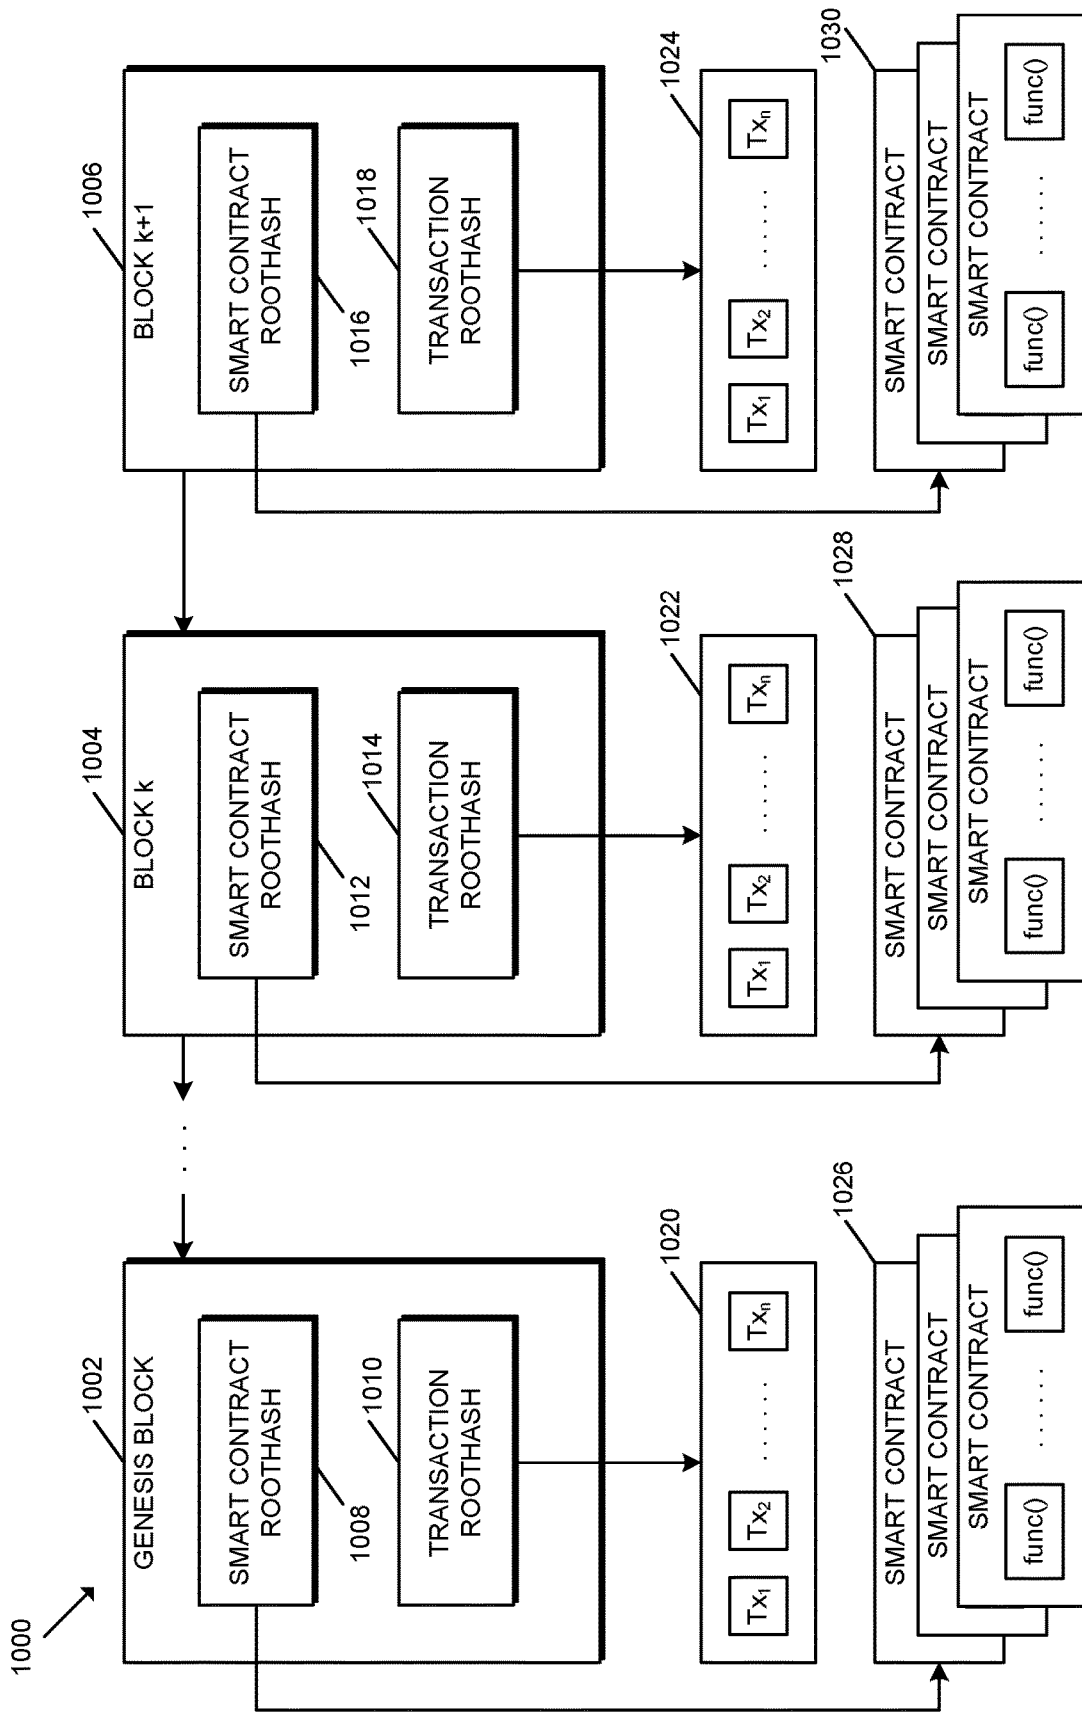 1000
1002
GENESIS BLOCK
SMART CONTRACT
ROOTHASH
1008
1010
TRANSACTION
ROOTHASH
1020
Tx1
Tx2
. . . . . .
Txn
1026
SMART CONTRACT
SMART CONTRACT
SMART CONTRACT
func()
. . . . . .
func()
. . .
1004
BLOCK k
SMART CONTRACT
ROOTHASH
1012
1014
TRANSACTION
ROOTHASH
1022
Tx1
Tx2
. . . . . .
Txn
1028
SMART CONTRACT
SMART CONTRACT
SMART CONTRACT
func()
. . . . . .
func()
1006
BLOCK k+1
SMART CONTRACT
ROOTHASH
1016
1018
TRANSACTION
ROOTHASH
1024
Tx1
Tx2
. . . . . .
Txn
1030
SMART CONTRACT
SMART CONTRACT
SMART CONTRACT
func()
. . . . . .
func()